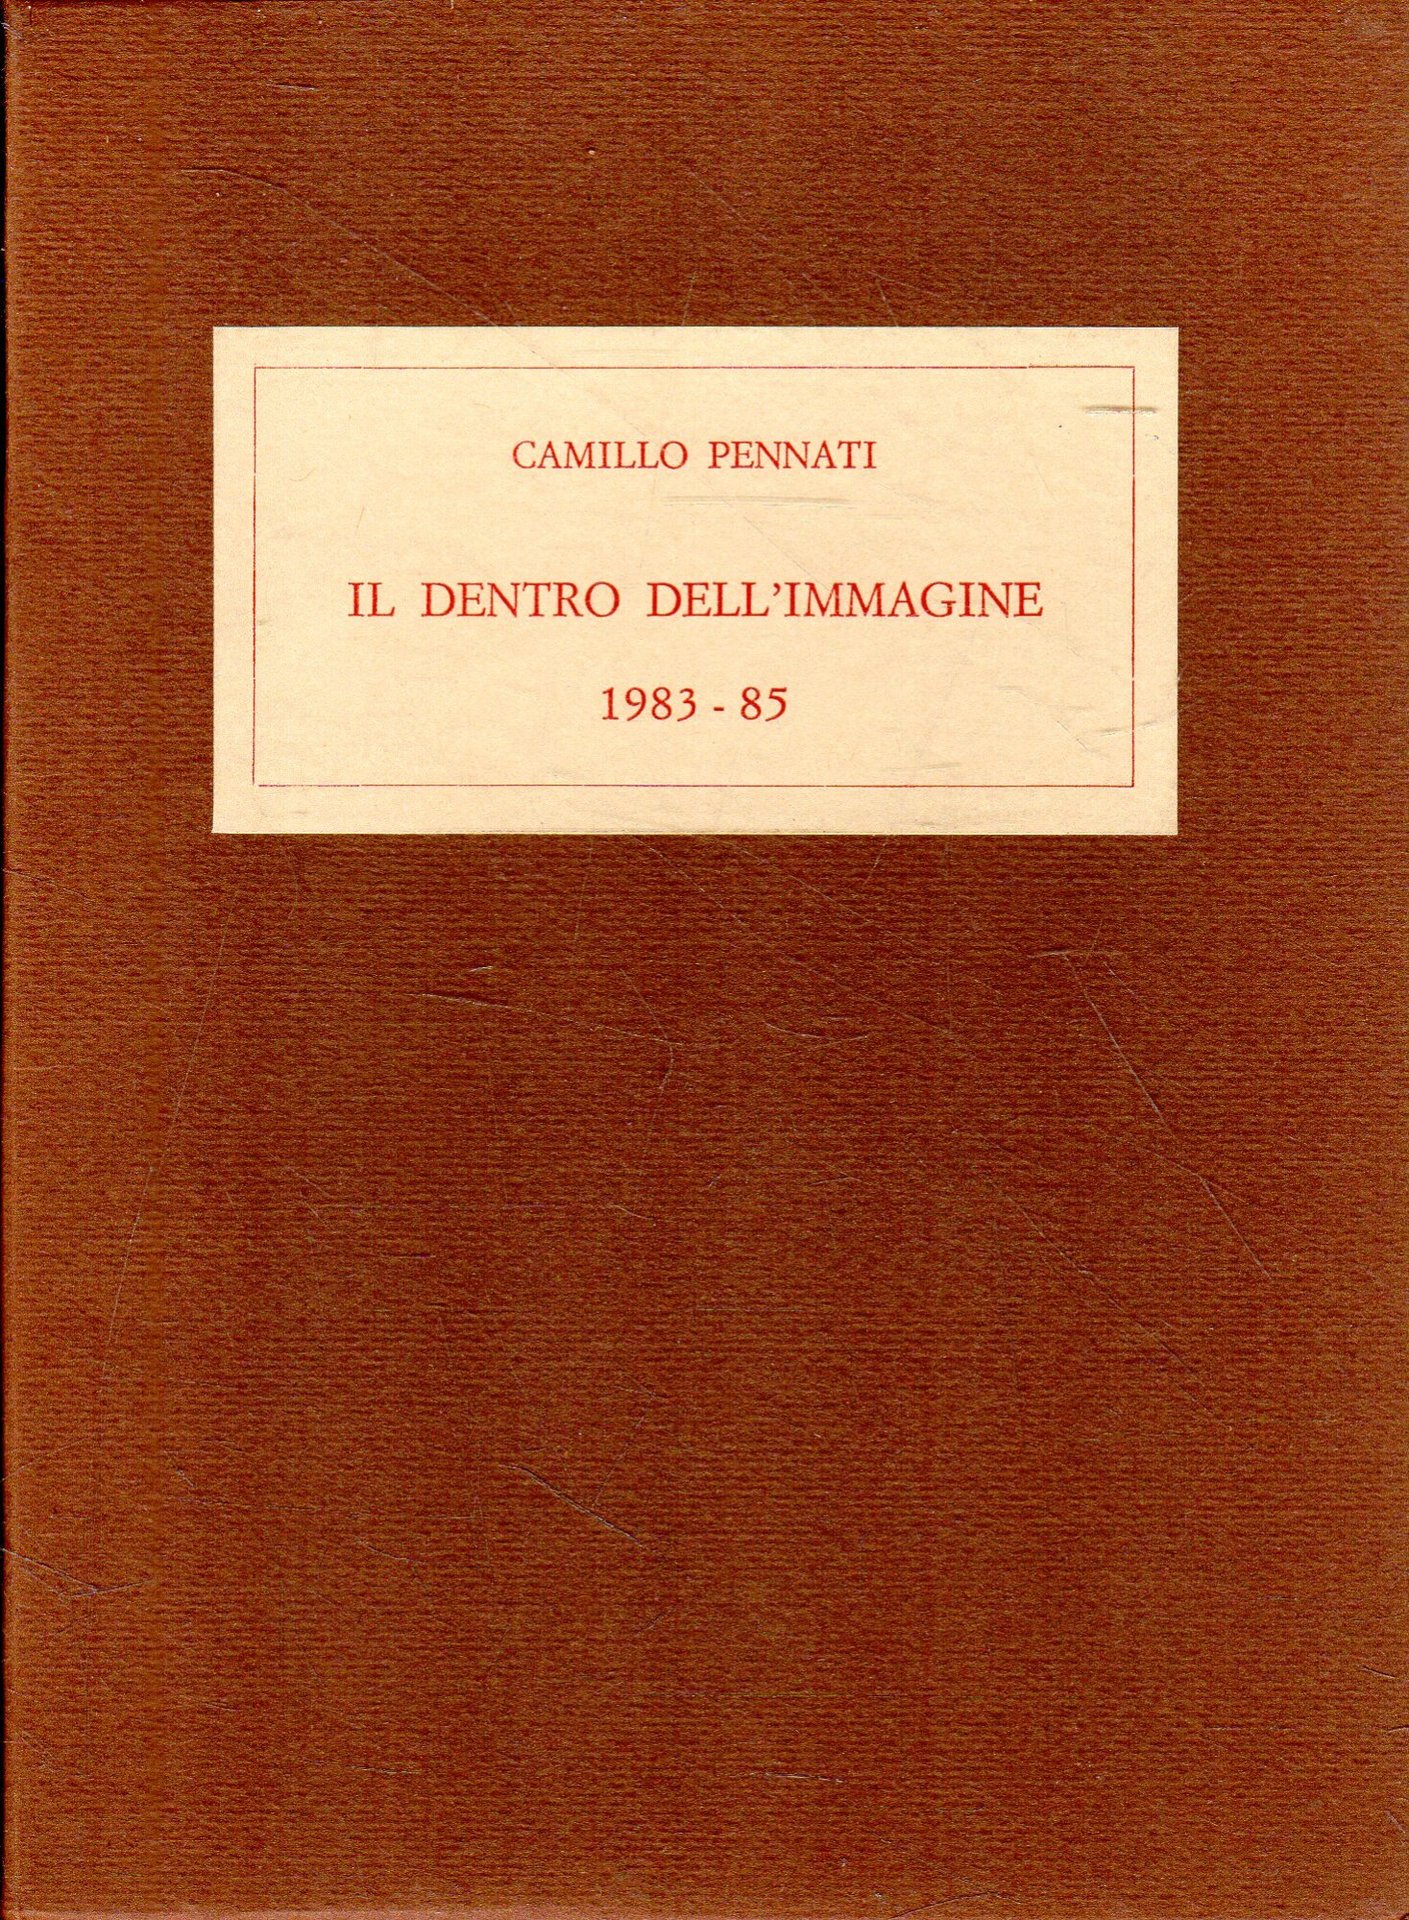 CAMILLO PENNATI
IL DENTRO DELL'IMMAGINE
1983 - 85